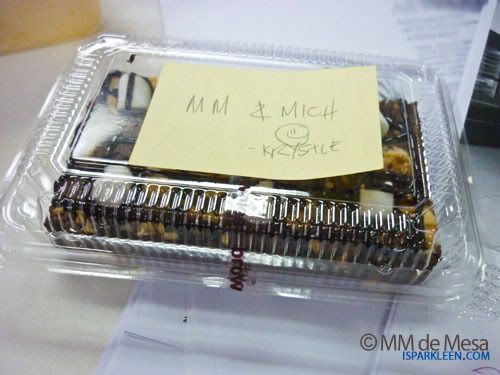 MM & MICH
-KRYSTLE
© MM de Mesa
ISPARKLEEN.COM